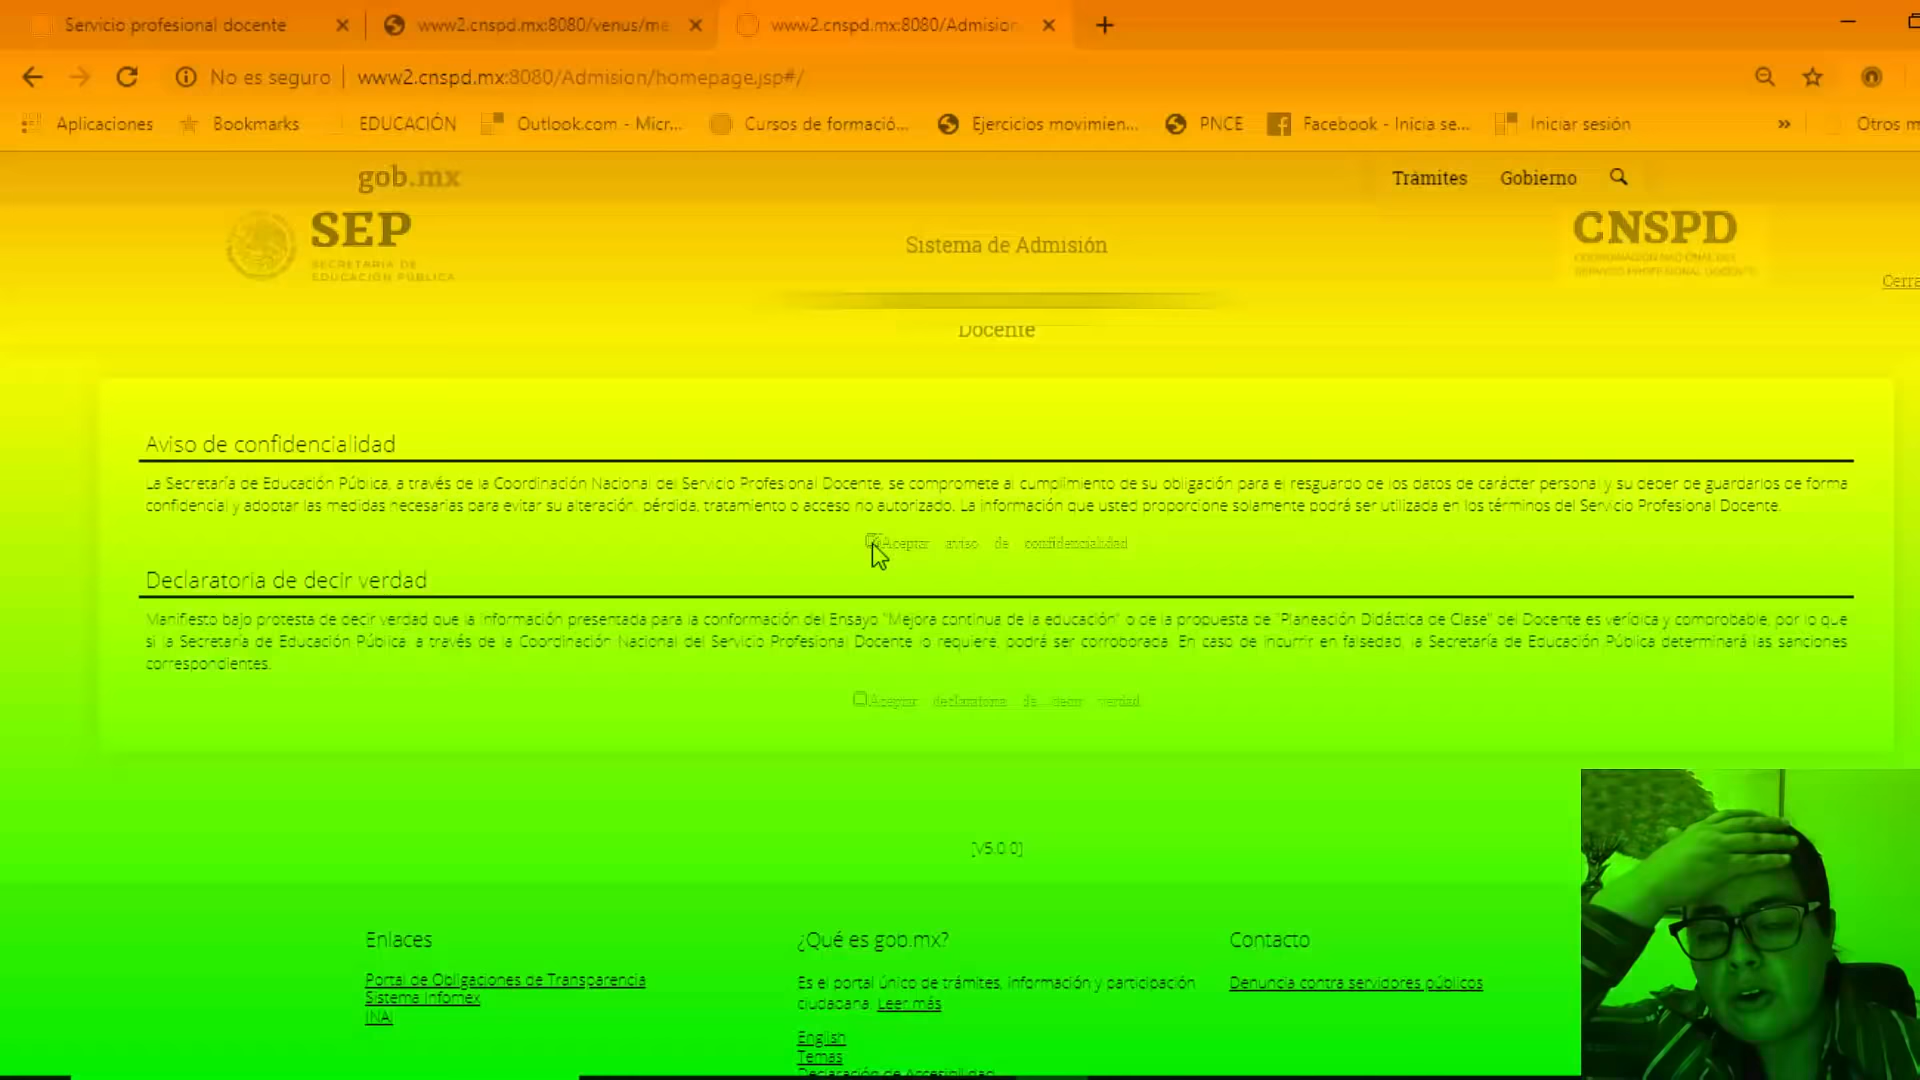 Servicio profesional docente
www2.cnspd.mx:8080/venus/me
www2.cnspd.mx:8080/Admision
No es seguro
www2.cnspd.mx:8080/Admision/homepage.jsp#/
Aplicaciones
Bookmarks
EDUCACIÓN
Outlook.com - Micr...
Cursos de formació...
Ejercicios movimien...
PNCE
Facebook - Inicia se...
Iniciar sesión
»
Otros m
gob.mx
Trámites
Gobierno
SEP
SECRETARÍA DE
EDUCACIÓN PÚBLICA
Sistema de Admisión
CNSPD
COORDINACIÓN NACIONAL DEL
SERVICIO PROFESIONAL DOCENTE
Cerra
Docente
Aviso de confidencialidad
La Secretaría de Educación Pública, a través de la Coordinación Nacional del Servicio Profesional Docente, se compromete al cumplimiento de su obligación para el resguardo de los datos de carácter personal y su deber de guardarlos de forma
confidencial y adoptar las medidas necesarias para evitar su alteración, pérdida, tratamiento o acceso no autorizado. La información que usted proporcione solamente podrá ser utilizada en los términos del Servicio Profesional Docente.
Aceptar aviso de confidencialidad
Declaratoria de decir verdad
Manifiesto bajo protesta de decir verdad que la información presentada para la conformación del Ensayo "Mejora continua de la educación" o de la propuesta de "Planeación Didáctica de Clase" del Docente es verídica y comprobable, por lo que
si la Secretaría de Educación Pública, a través de la Coordinación Nacional del Servicio Profesional Docente lo requiere, podrá ser corroborada. En caso de incurrir en falsedad, la Secretaría de Educación Pública determinará las sanciones
correspondientes.
Aceptar declaratoria de decir verdad
[V5.0.0]
Enlaces
Portal de Obligaciones de Transparencia
Sistema Infomex
INAI
¿Qué es gob.mx?
Es el portal único de trámites, información y participación
ciudadana. Leer más
English
Temas
Declaración de Accesibilidad
Contacto
Denuncia contra servidores públicos